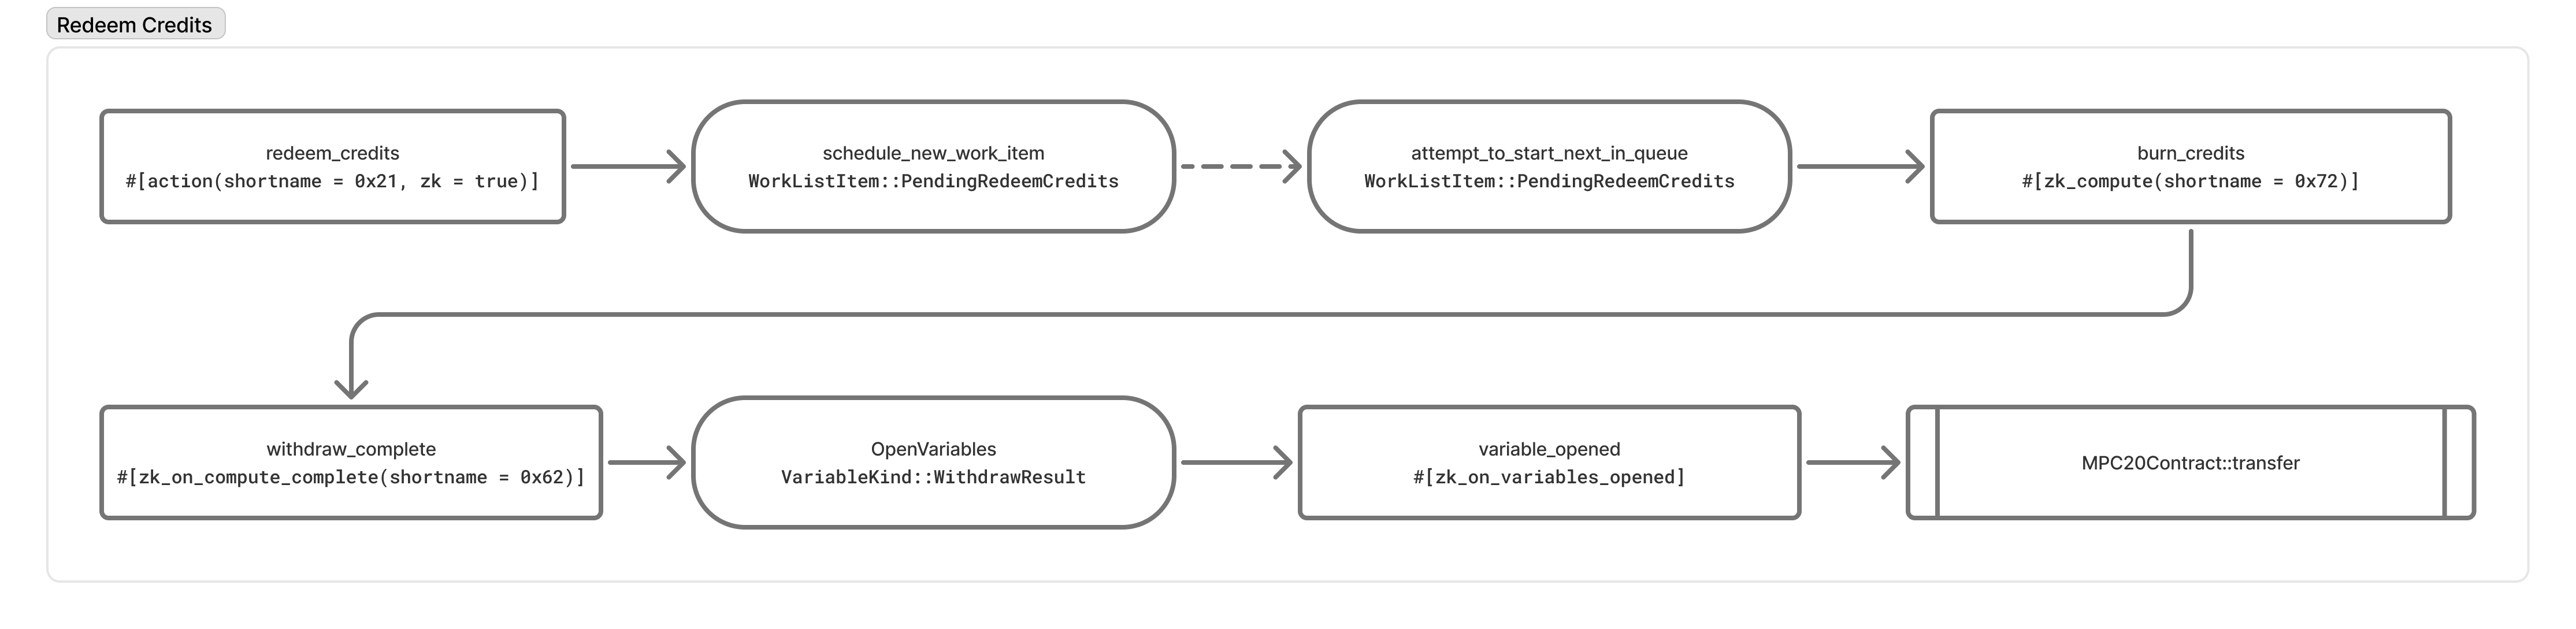 Redeem Credits
redeem_credits
#[action(shortname = 0x21, zk = true)]
schedule_new_work_item
WorkListItem::PendingRedeemCredits
attempt_to_start_next_in_queue
WorkListItem::PendingRedeemCredits
burn_credits
#[zk_compute(shortname = 0x72)]
withdraw_complete
#[zk_on_compute_complete(shortname = 0x62)]
OpenVariables
VariableKind::WithdrawResult
variable_opened
#[zk_on_variables_opened]
MPC20Contract::transfer